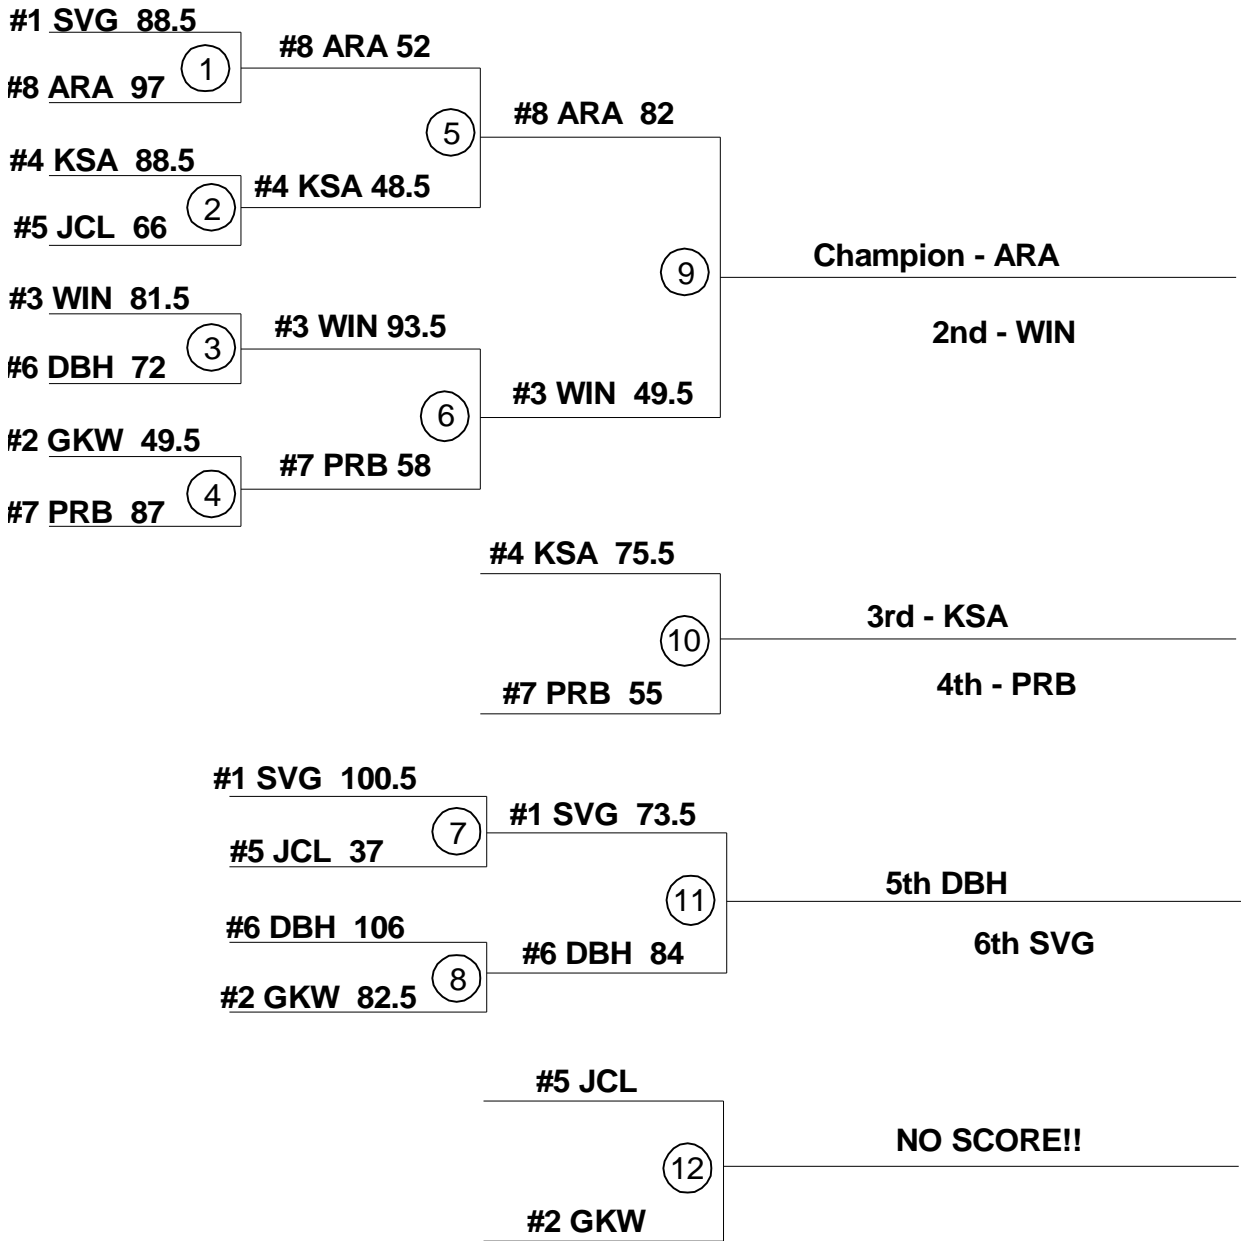 #1 SVG 88.5
#8 ARA 52
1
#8 ARA 97
#8 ARA 82
5
#4 KSA 88.5
#4 KSA 48.5
2
#5 JCL 66
Champion - ARA
9
#3 WIN 81.5
#3 WIN 93.5
2nd - WIN
3
#6 DBH 72
#3 WIN 49.5
6
#2 GKW 49.5
#7 PRB 58
4
#7 PRB 87
#4 KSA 75.5
3rd - KSA
10
4th - PRB
#7 PRB 55
#1 SVG 100.5
#1 SVG 73.5
7
#5 JCL 37
5th DBH
11
#6 DBH 106
6th SVG
#6 DBH 84
8
#2 GKW 82.5
#5 JCL
NO SCORE!!
12
#2 GKW